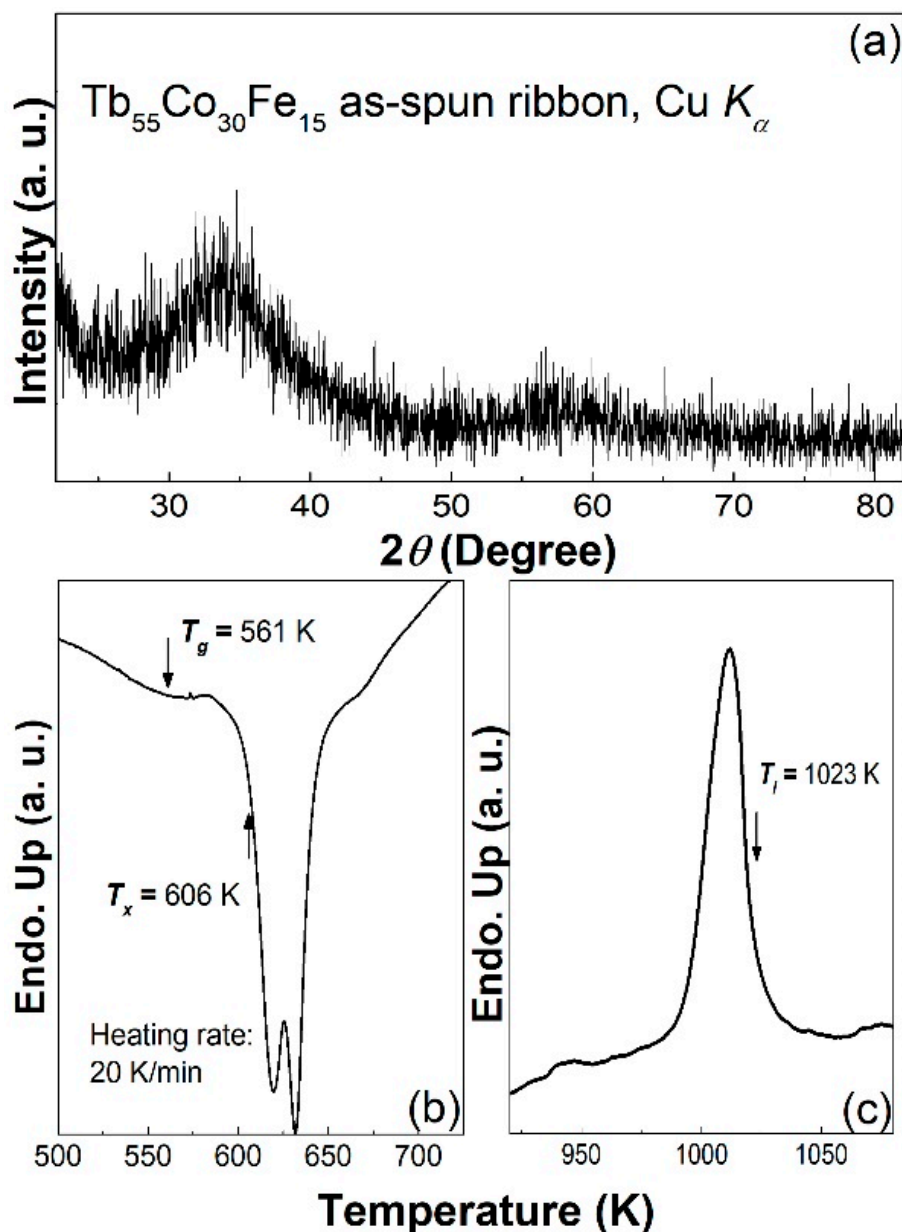 (a)
Tb₅₅Co₃₀Fe₁₅ as-spun ribbon, Cu Kα
Intensity (a. u.)
30 40 50 60 70 80
2θ (Degree)
Tg = 561 K
Tx = 606 K
Heating rate:
20 K/min
(b)
Endo. Up (a. u.)
500 550 600 650 700
Tl = 1023 K
(c)
Endo. Up (a. u.)
950 1000 1050
Temperature (K)